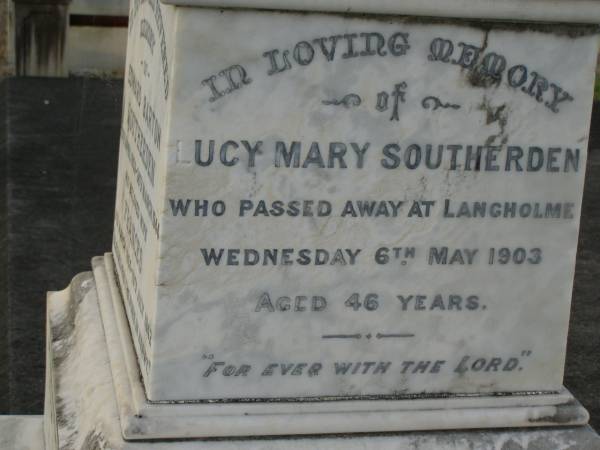 IN LOVING MEMORY
of
LUCY MARY SOUTHERDEN
WHO PASSED AWAY AT LANGHOLME
WEDNESDAY 6TH MAY 1903
AGED 46 YEARS.
"FOR EVER WITH THE LORD."